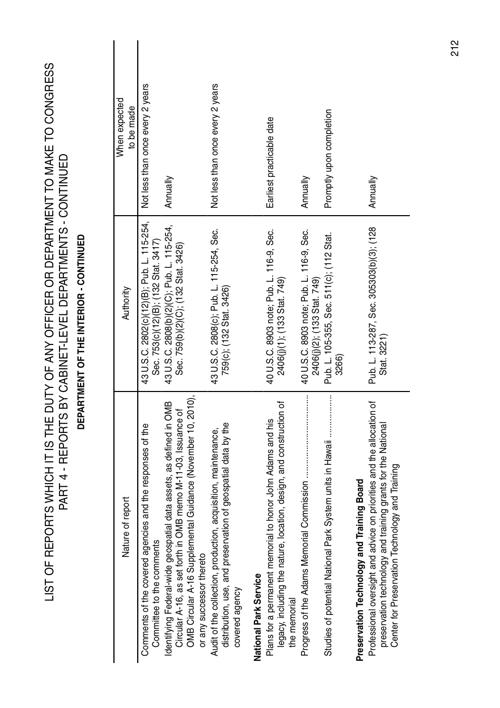 LIST OF REPORTS WHICH IT IS THE DUTY OF ANY OFFICER OR DEPARTMENT TO MAKE TO CONGRESS
PART 4 - REPORTS BY CABINET-LEVEL DEPARTMENTS - CONTINUED
DEPARTMENT OF THE INTERIOR - CONTINUED
Nature of report
Authority
When expected
to be made
Comments of the covered agencies and the responses of the
Committee to the comments
43 U.S.C. 2802(c)(12)(B); Pub. L. 115-254,
Sec. 753(c)(12)(B); (132 Stat. 3417)
Not less than once every 2 years
Identifying Federal-wide geospatial data assets, as defined in OMB
Circular A-16, as set forth in OMB memo M-11-03, Issuance of
OMB Circular A-16 Supplemental Guidance (November 10, 2010),
or any successor thereto
43 U.S.C. 2808(b)(2)(C); Pub. L. 115-254,
Sec. 759(b)(2)(C); (132 Stat. 3426)
Annually
Audit of the collection, production, acquisition, maintenance,
distribution, use, and preservation of geospatial data by the
covered agency
43 U.S.C. 2808(c); Pub. L. 115-254, Sec.
759(c); (132 Stat. 3426)
Not less than once every 2 years
National Park Service
Plans for a permanent memorial to honor John Adams and his
legacy, including the nature, location, design, and construction of
the memorial
40 U.S.C. 8903 note; Pub. L. 116-9, Sec.
2406(j)(1); (133 Stat. 749)
Earliest practicable date
Progress of the Adams Memorial Commission
40 U.S.C. 8903 note; Pub. L. 116-9, Sec.
2406(j)(2); (133 Stat. 749)
Annually
Studies of potential National Park System units in Hawaii
Pub. L. 105-355, Sec. 511(c); (112 Stat.
3266)
Promptly upon completion
Preservation Technology and Training Board
Professional oversight and advice on priorities and the allocation of
preservation technology and training grants for the National
Center for Preservation Technology and Training
Pub. L. 113-287, Sec. 305303(b)(3); (128
Stat. 3221)
Annually
212